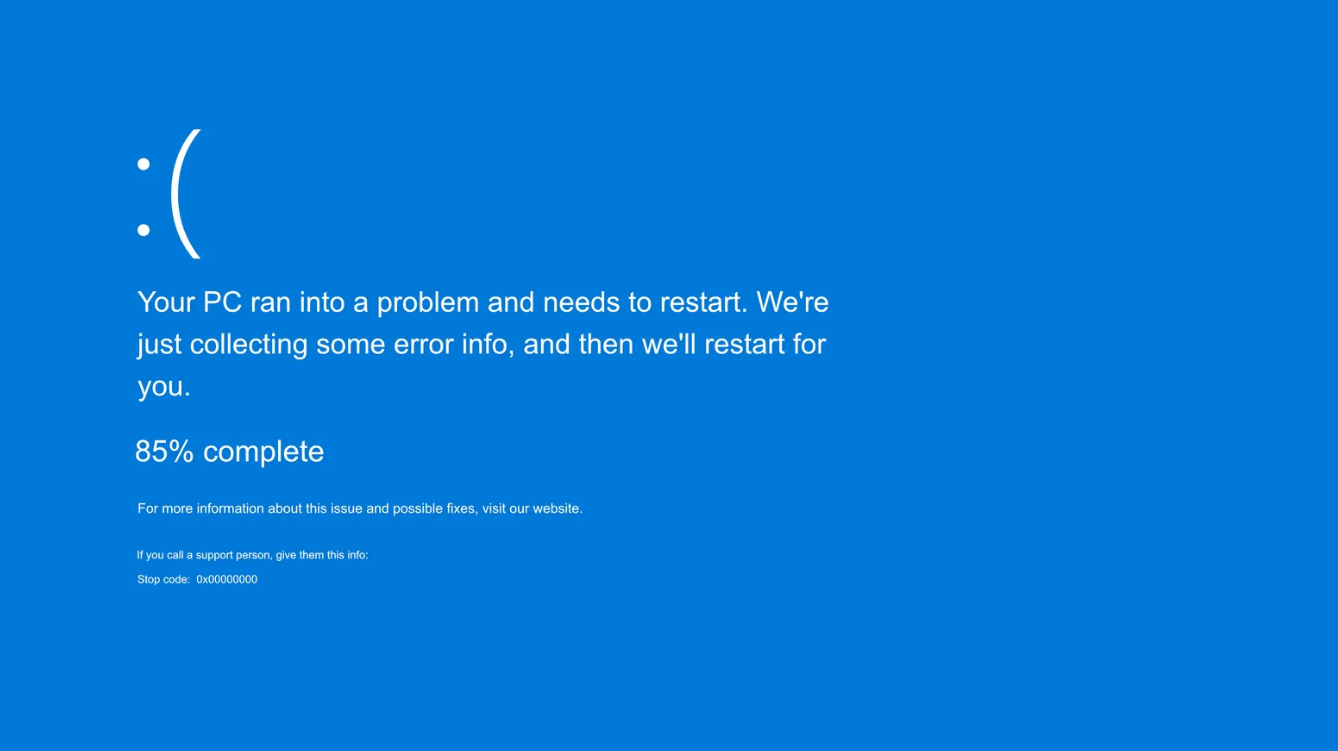 :(
Your PC ran into a problem and needs to restart. We're
just collecting some error info, and then we'll restart for
you.
85% complete
For more information about this issue and possible fixes, visit our website.
If you call a support person, give them this info:
Stop code:  0x00000000